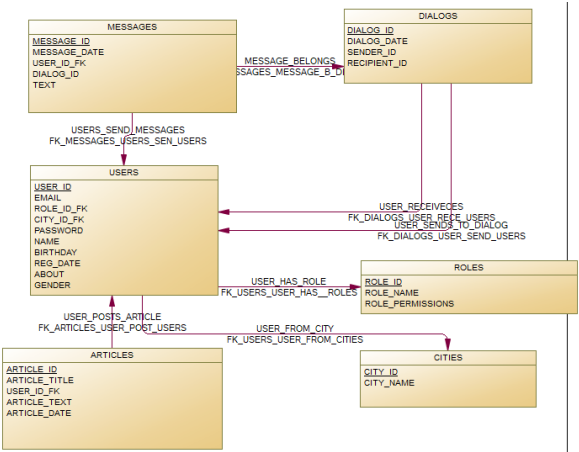 MESSAGES
MESSAGE_ID
MESSAGE_DATE
USER_ID_FK
DIALOG_ID
TEXT
DIALOGS
DIALOG_ID
DIALOG_DATE
SENDER_ID
RECIPIENT_ID
MESSAGE_BELONGS
SSAGES_MESSAGE_B_DI
USERS_SEND_MESSAGES
FK_MESSAGES_USERS_SEN_USERS
USERS
USER_ID
EMAIL
ROLE_ID_FK
CITY_ID_FK
PASSWORD
NAME
BIRTHDAY
REG_DATE
ABOUT
GENDER
USER_RECEIVECES
FK_DIALOGS_USER_RECE_USERS
USER_SENDS_TO_DIALOG
FK_DIALOGS_USER_SEND_USERS
USER_HAS_ROLE
FK_USERS_USER_HAS__ROLES
ROLES
ROLE_ID
ROLE_NAME
ROLE_PERMISSIONS
USER_POSTS_ARTICLE
FK_ARTICLES_USER_POST_USERS
USER_FROM_CITY
FK_USERS_USER_FROM_CITIES
ARTICLES
ARTICLE_ID
ARTICLE_TITLE
USER_ID_FK
ARTICLE_TEXT
ARTICLE_DATE
CITIES
CITY_ID
CITY_NAME